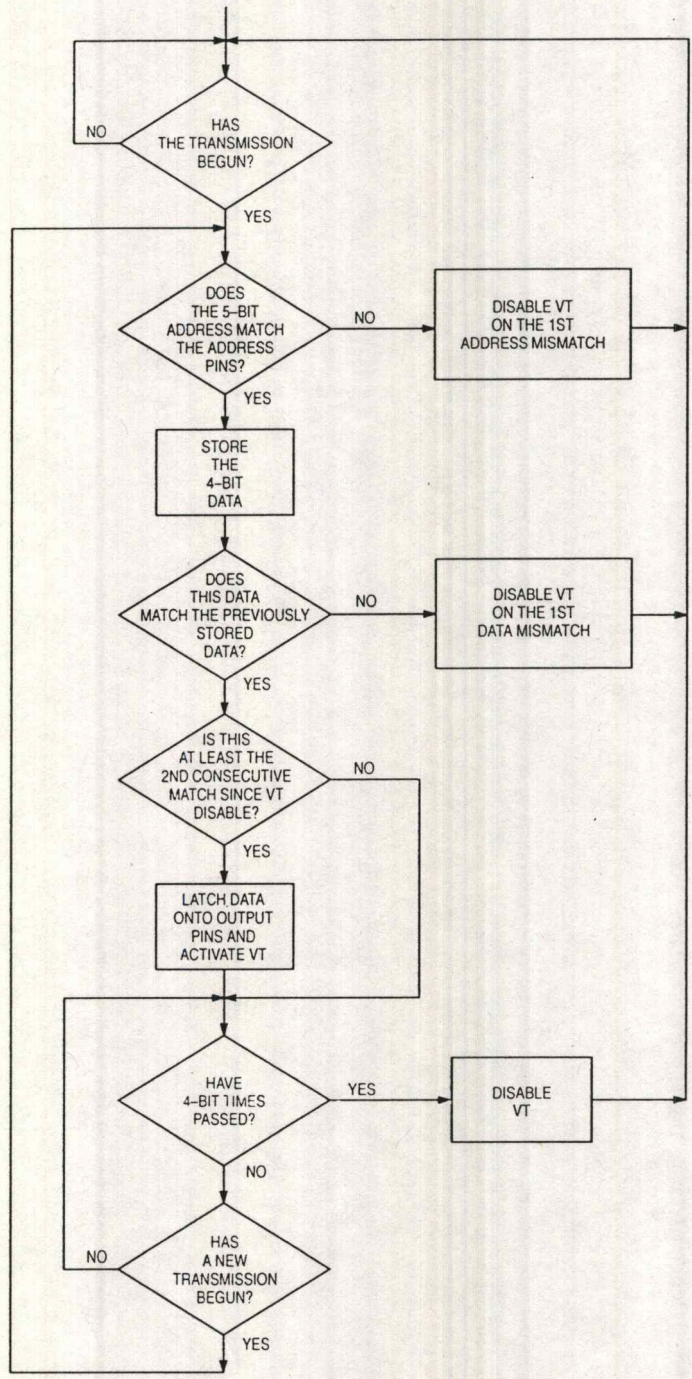 HAS
THE TRANSMISSION
BEGUN?
NO
YES
DOES
THE 5–BIT
ADDRESS MATCH
THE ADDRESS
PINS?
NO
DISABLE VT
ON THE 1ST
ADDRESS MISMATCH
YES
STORE
THE
4–BIT
DATA
DOES
THIS DATA
MATCH THE PREVIOUSLY
STORED
DATA?
NO
DISABLE VT
ON THE 1ST
DATA MISMATCH
YES
IS THIS
AT LEAST THE
2ND CONSECUTIVE
MATCH SINCE VT
DISABLE?
NO
YES
LATCH DATA
ONTO OUTPUT
PINS AND
ACTIVATE VT
HAVE
4–BIT TIMES
PASSED?
YES
DISABLE
VT
NO
HAS
A NEW
TRANSMISSION
BEGUN?
NO
YES